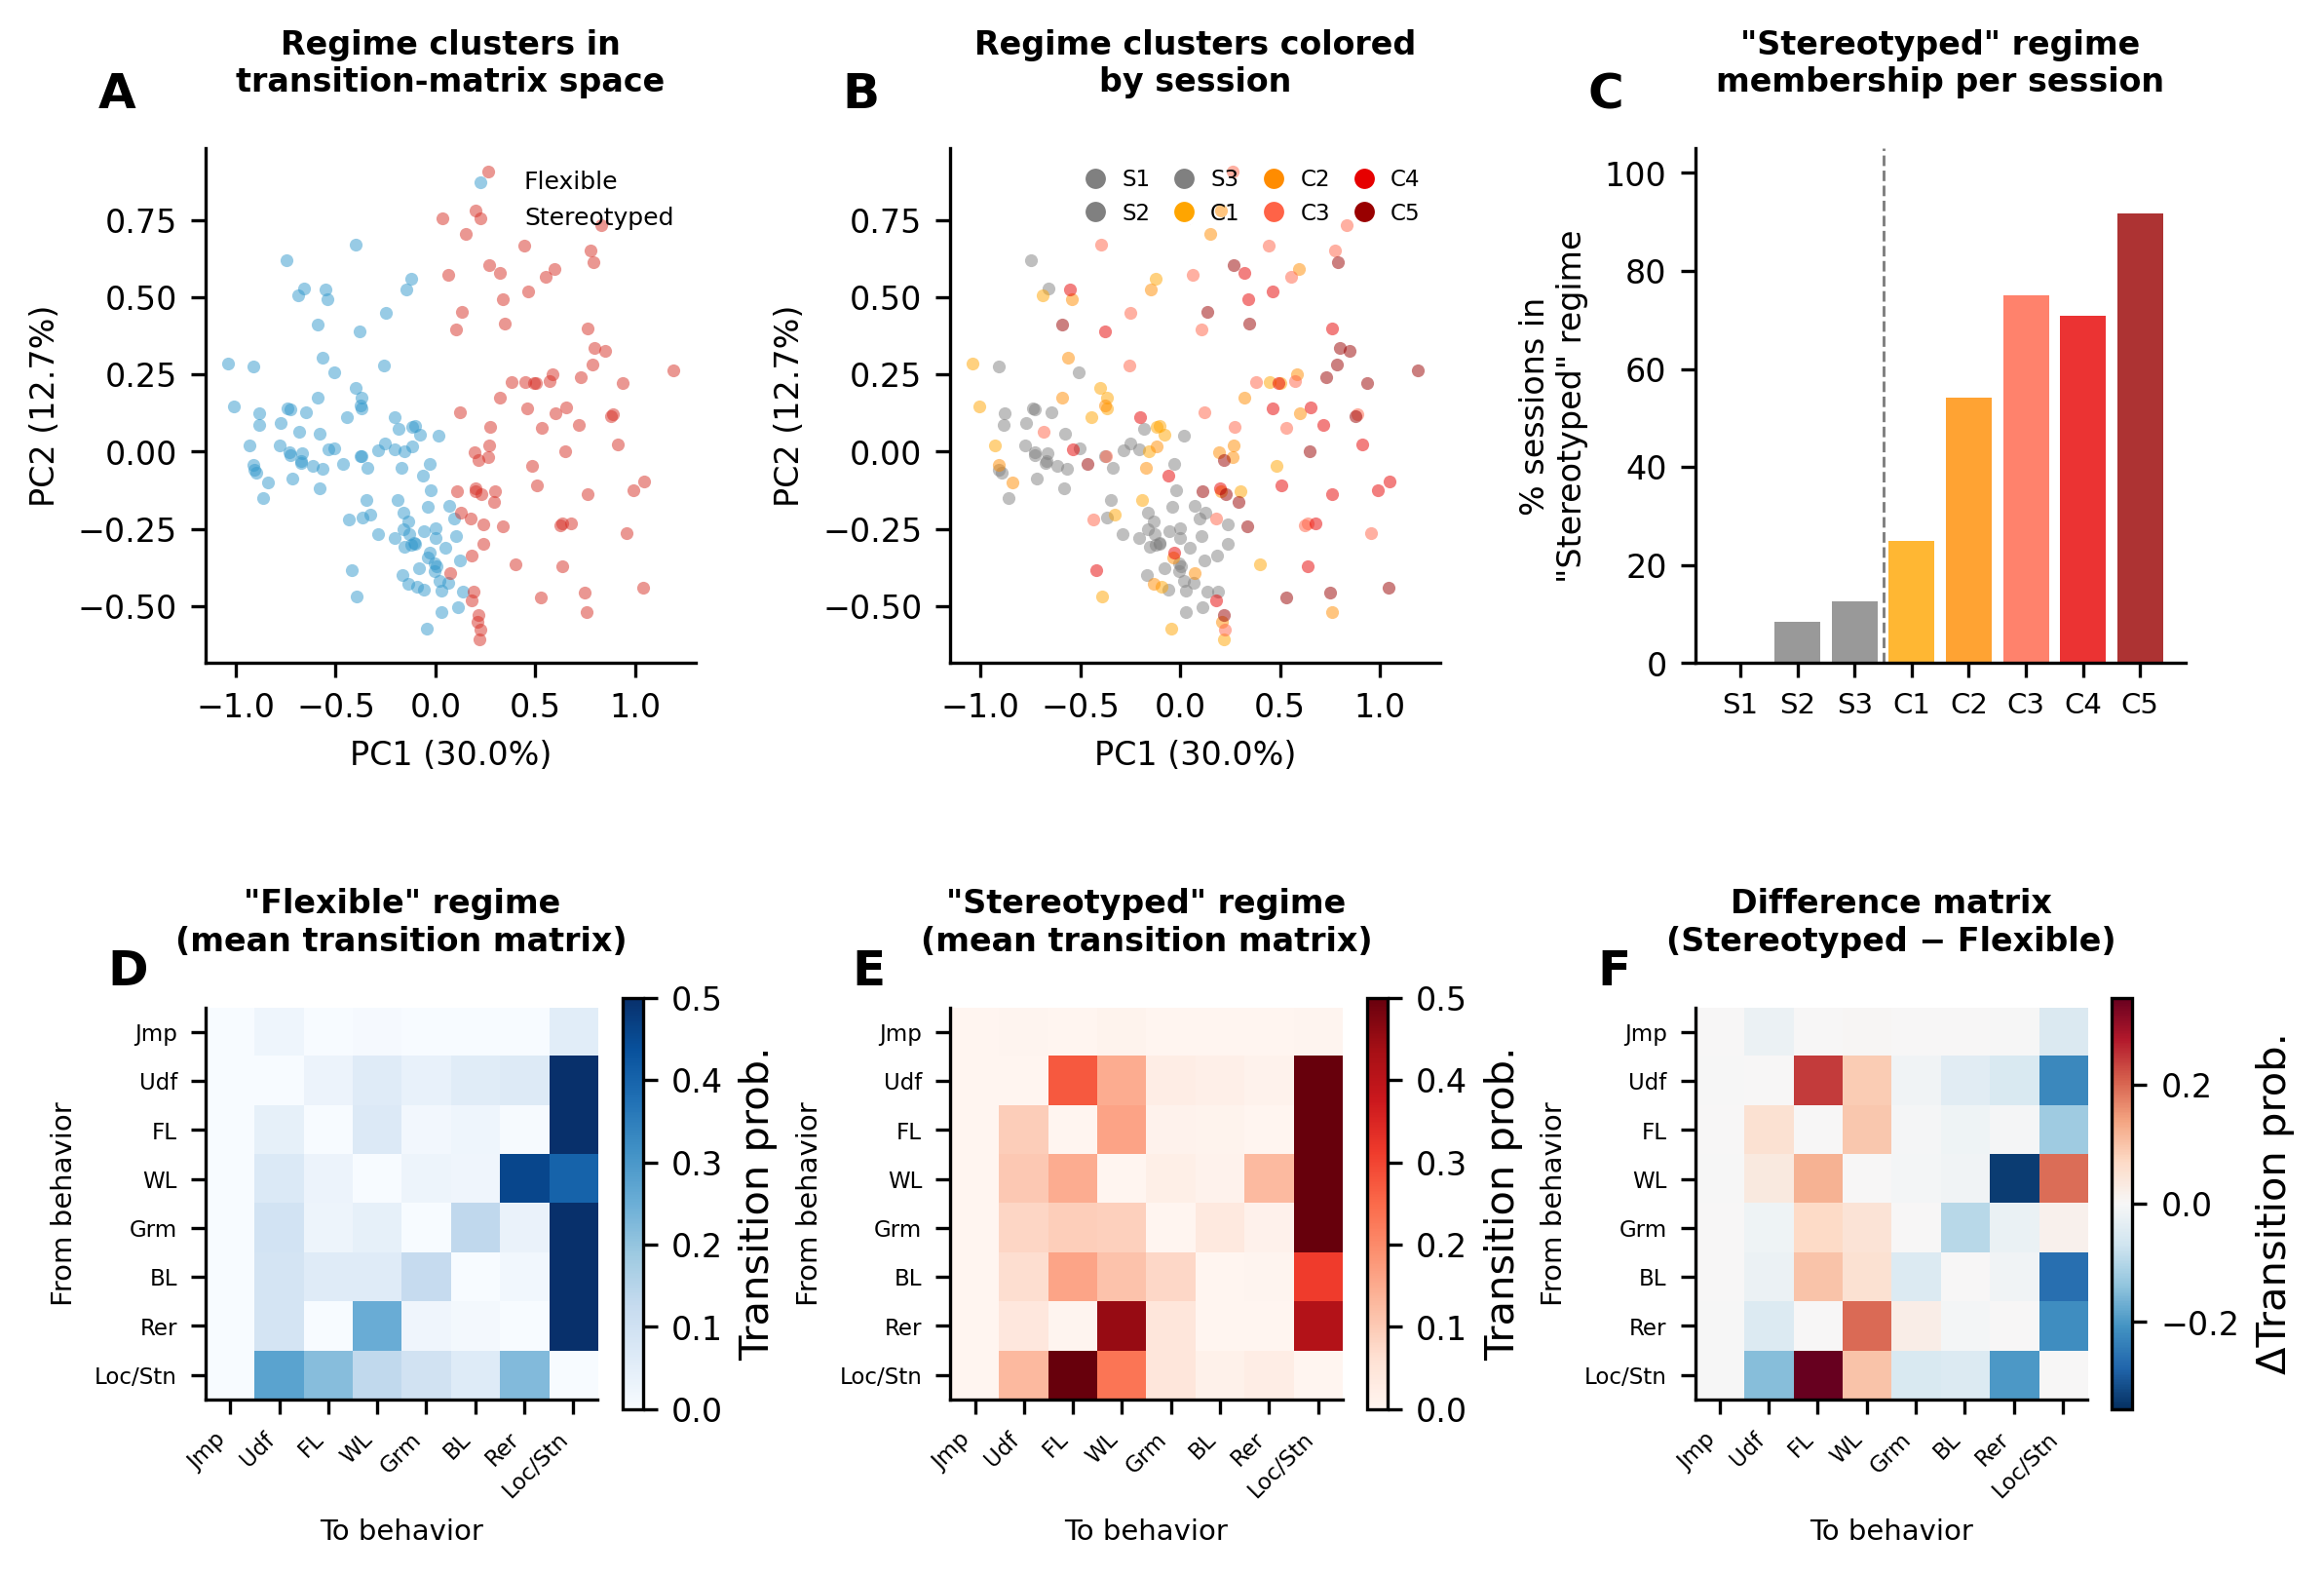 Regime clusters in
transition-matrix space
A
0.75
0.50
0.25
0.00
−0.25
−0.50
PC2 (12.7%)
−1.0 −0.5 0.0 0.5 1.0
PC1 (30.0%)
Flexible
Stereotyped
Regime clusters colored
by session
B
0.75
0.50
0.25
0.00
−0.25
−0.50
PC2 (12.7%)
−1.0 −0.5 0.0 0.5 1.0
PC1 (30.0%)
S1 S3 C2 C4
S2 C1 C3 C5
"Stereotyped" regime
membership per session
C
100
80
60
40
20
0
% sessions in
"Stereotyped" regime
S1 S2 S3 C1 C2 C3 C4 C5
"Flexible" regime
(mean transition matrix)
D
From behavior
Jmp
Udf
FL
WL
Grm
BL
Rer
Loc/Stn
Jmp Udf FL WL Grm BL Rer Loc/Stn
To behavior
0.5
0.4
0.3
0.2
0.1
0.0
Transition prob.
"Stereotyped" regime
(mean transition matrix)
E
From behavior
Jmp
Udf
FL
WL
Grm
BL
Rer
Loc/Stn
Jmp Udf FL WL Grm BL Rer Loc/Stn
To behavior
0.5
0.4
0.3
0.2
0.1
0.0
Transition prob.
Difference matrix
(Stereotyped − Flexible)
F
From behavior
Jmp
Udf
FL
WL
Grm
BL
Rer
Loc/Stn
Jmp Udf FL WL Grm BL Rer Loc/Stn
To behavior
0.2
0.0
−0.2
ΔTransition prob.